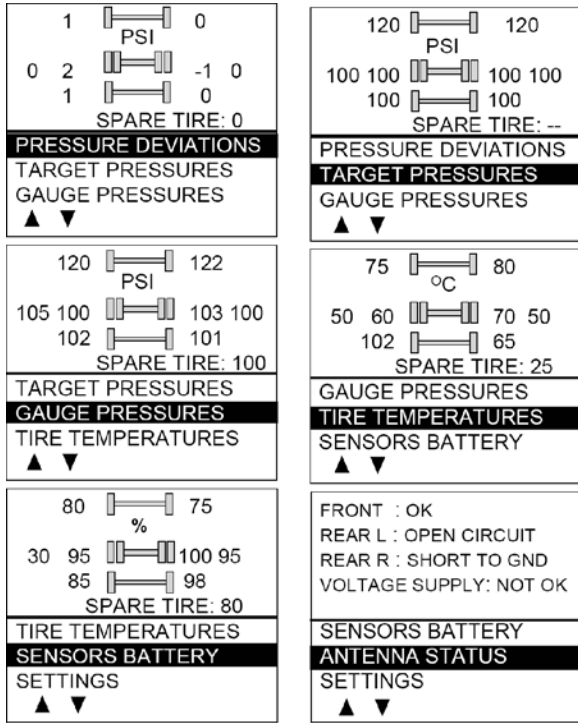 1 0
PSI
0 2 -1 0
1 0
SPARE TIRE: 0
PRESSURE DEVIATIONS
TARGET PRESSURES
GAUGE PRESSURES
▲ ▼
120 120
PSI
100 100 100 100
100 100
SPARE TIRE: --
PRESSURE DEVIATIONS
TARGET PRESSURES
GAUGE PRESSURES
▲ ▼
120 122
PSI
105 100 103 100
102 101
SPARE TIRE: 100
TARGET PRESSURES
GAUGE PRESSURES
TIRE TEMPERATURES
▲ ▼
75 80
°C
50 60 70 50
102 65
SPARE TIRE: 25
GAUGE PRESSURES
TIRE TEMPERATURES
SENSORS BATTERY
▲ ▼
80 75
%
30 95 100 95
85 98
SPARE TIRE: 80
TIRE TEMPERATURES
SENSORS BATTERY
SETTINGS
▲ ▼
FRONT : OK
REAR L : OPEN CIRCUIT
REAR R : SHORT TO GND
VOLTAGE SUPPLY: NOT OK
SENSORS BATTERY
ANTENNA STATUS
SETTINGS
▲ ▼